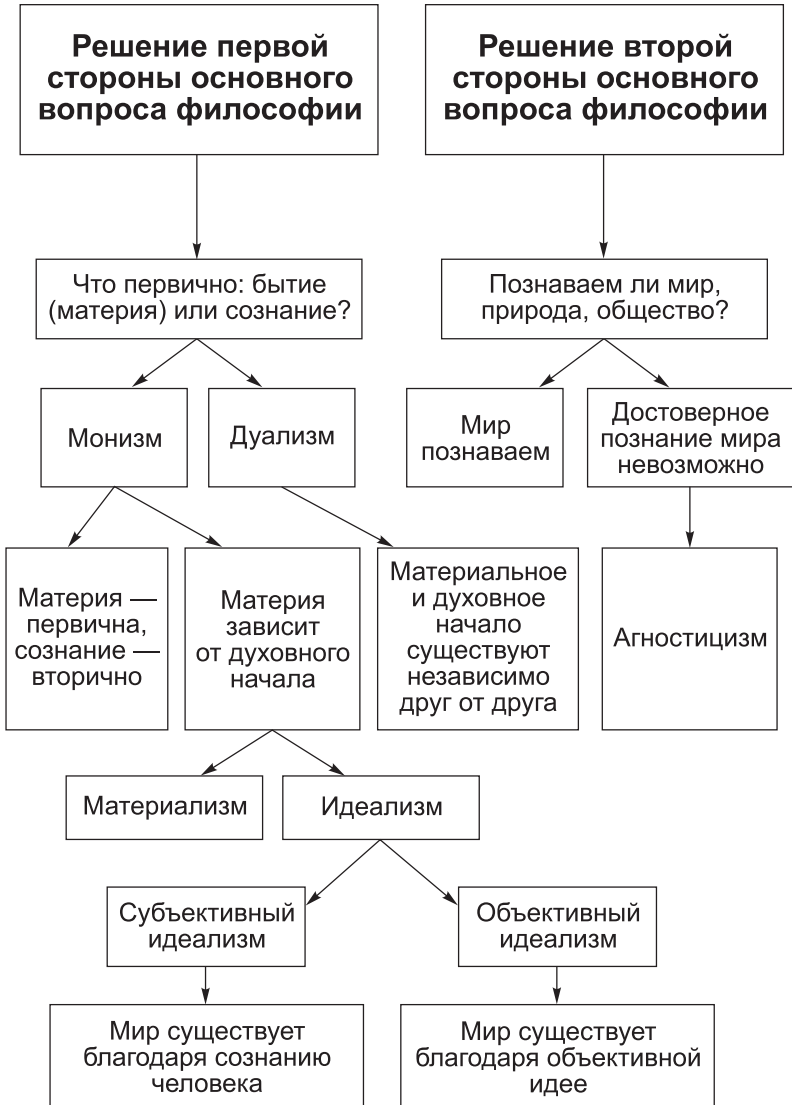 Решение первой
стороны основного
вопроса философии
Решение второй
стороны основного
вопроса философии
Что первично: бытие
(материя) или сознание?
Познаваем ли мир,
природа, общество?
Монизм
Дуализм
Мир
познаваем
Достоверное
познание мира
невозможно
Материя —
первична,
сознание —
вторично
Материя
зависит
от духовного
начала
Материальное
и духовное
начало
существуют
независимо
друг от друга
Агностицизм
Материализм
Идеализм
Субъективный
идеализм
Объективный
идеализм
Мир существует
благодаря сознанию
человека
Мир существует
благодаря объективной
идее